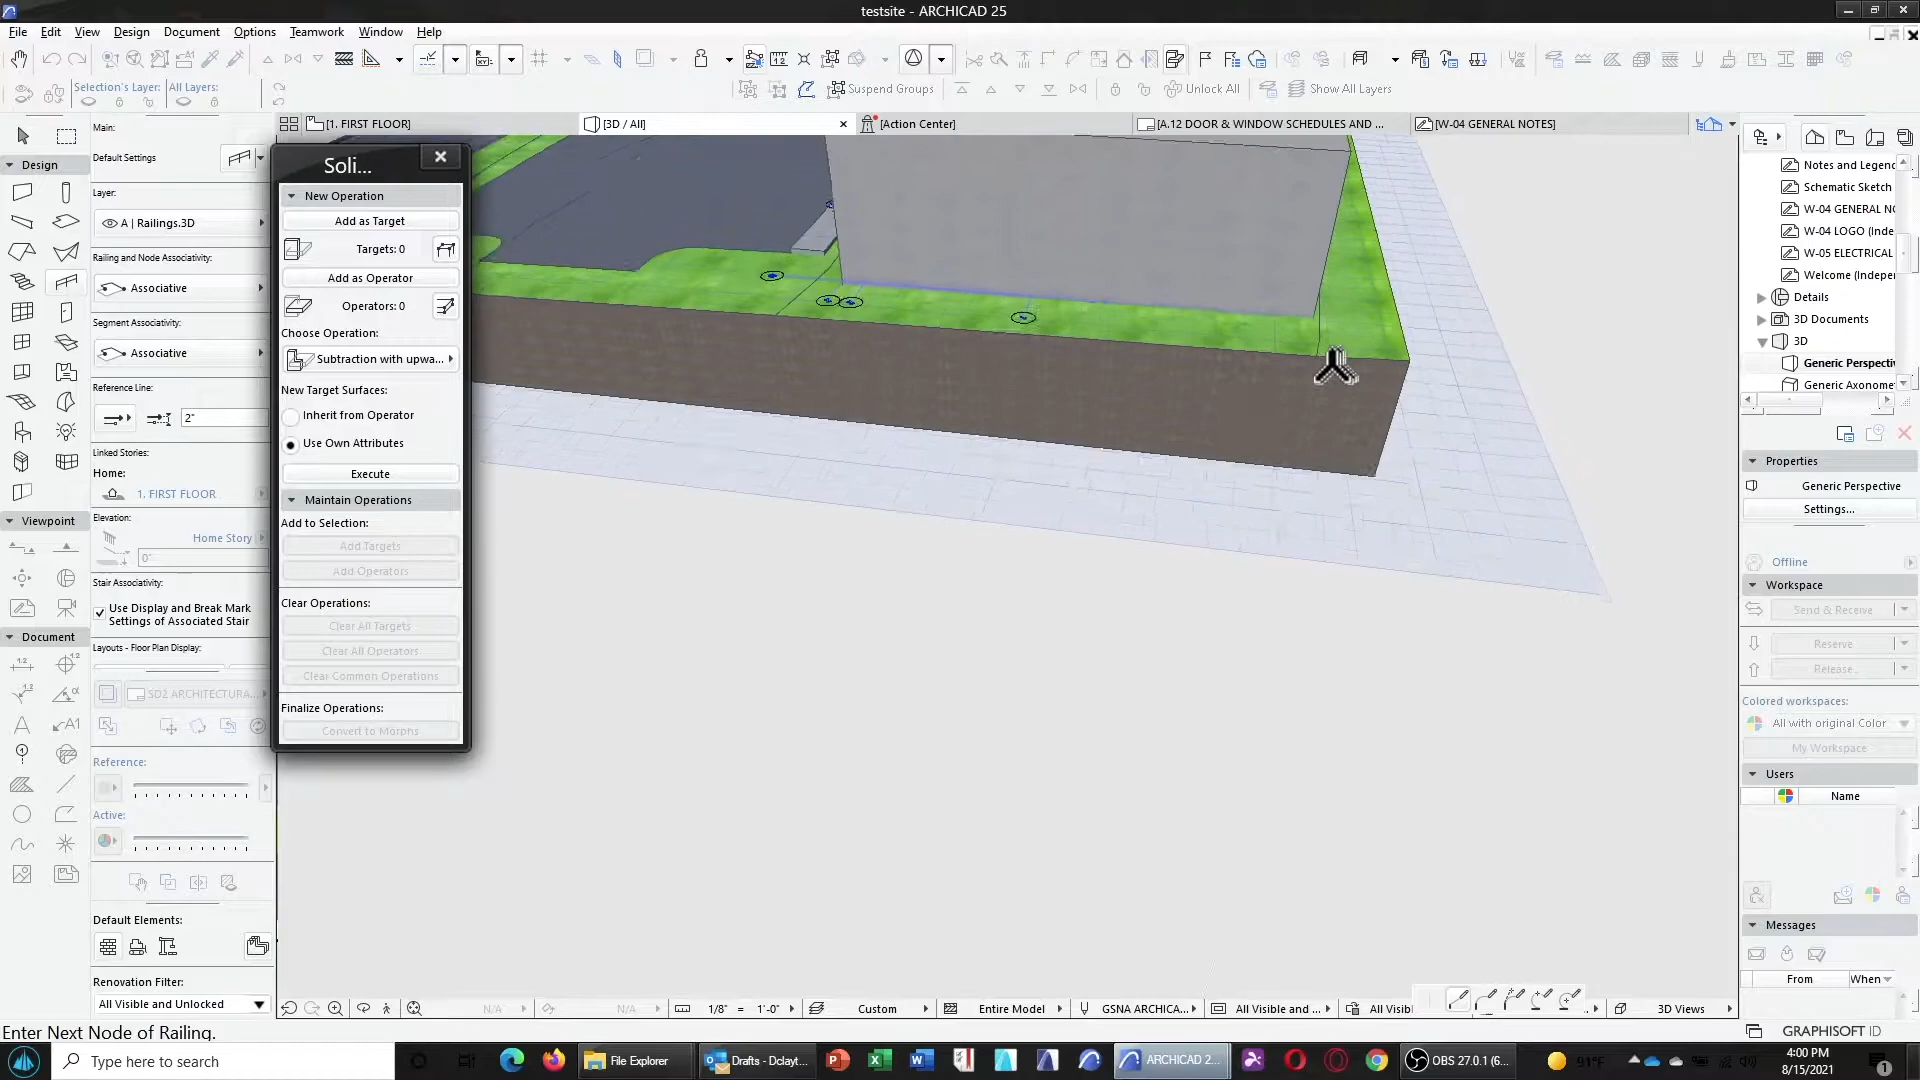 testsite - ARCHICAD 25
File Edit View Design Document Options Teamwork Window Help
Selection's Layer: All Layers:
Suspend Groups Unlock All Show All Layers
[1. FIRST FLOOR] [3D / All] [Action Center] [A.12 DOOR & WINDOW SCHEDULES AND ... [W-04 GENERAL NOTES]
Design
Viewpoint
Document
Main:
Default Settings
Layer:
A | Railings.3D
Railing and Node Associativity:
Associative
Segment Associativity:
Associative
Reference Line:
2"
Linked Stories:
Home:
1. FIRST FLOOR
Elevation:
Home Story
0"
Stair Associativity:
Use Display and Break Mark
Settings of Associated Stair
Layouts - Floor Plan Display:
SD2 ARCHITECTURA...
Reference:
Active:
Default Elements:
Renovation Filter:
All Visible and Unlocked
Soli...
New Operation
Add as Target
Targets: 0
Add as Operator
Operators: 0
Choose Operation:
Subtraction with upwa...
New Target Surfaces:
Inherit from Operator
Use Own Attributes
Execute
Maintain Operations
Add to Selection:
Add Targets
Add Operators
Clear Operations:
Clear All Targets
Clear All Operators
Clear Common Operations
Finalize Operations:
Convert to Morphs
Notes and Legend
Schematic Sketch
W-04 GENERAL NO
W-04 LOGO (Inde
W-05 ELECTRICAL
Welcome (Indeper
Details
3D Documents
3D
Generic Perspecti
Generic Axonome
Properties
Generic Perspective
Settings...
Offline
Workspace
Send & Receive
Reserve
Release...
Colored workspaces:
All with original Color
My Workspace
Users
Name
Messages
From When
N/A N/A 1/8" = 1'-0" Custom Entire Model GSNA ARCHICA... All Visible and ... All Visibl 3D Views
Enter Next Node of Railing.
GRAPHISOFT ID
Type here to search
File Explorer
Drafts - Dclayt...
ARCHICAD 2...
OBS 27.0.1 (6...
91°F
4:00 PM
8/15/2021